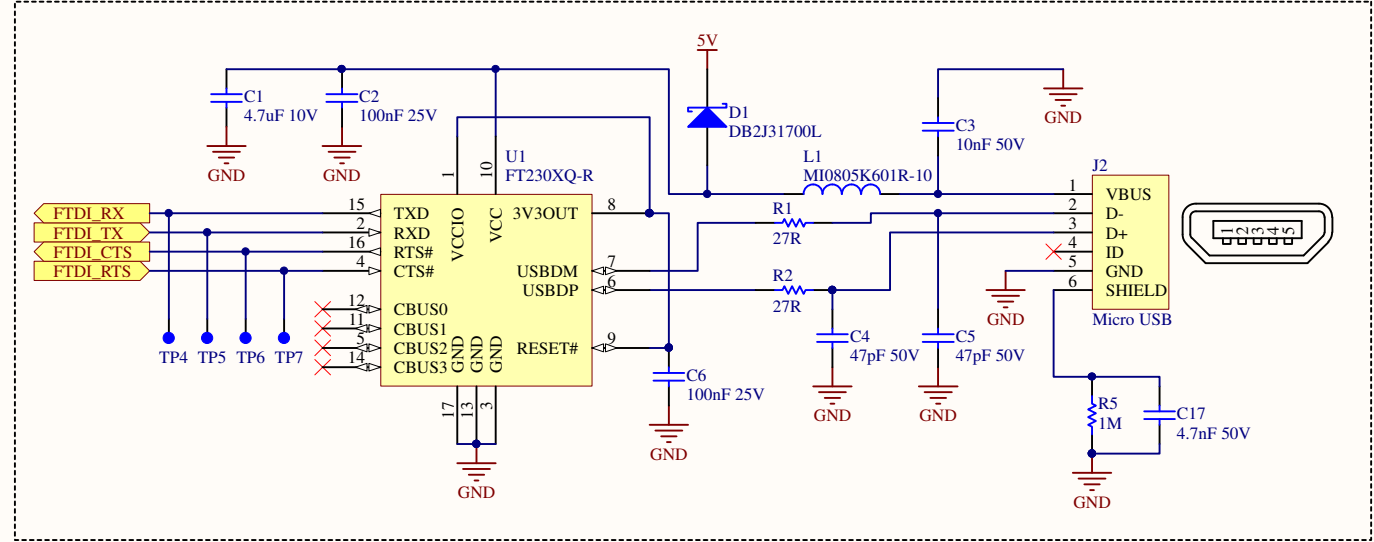 5V
C1
4.7uF 10V
C2
100nF 25V
GND
GND
D1
DB2J31700L
C3
10nF 50V
GND
L1
MI0805K601R-10
U1
FT230XQ-R
J2
Micro USB
1 VBUS
2 D-
3 D+
4 ID
5 GND
6 SHIELD
1 2 3 4 5
FTDI_RX
FTDI_TX
FTDI_CTS
FTDI_RTS
15 TXD
2 RXD
16 RTS#
4 CTS#
12 CBUS0
11 CBUS1
5 CBUS2
14 CBUS3
1 VCCIO
10 VCC
3V3OUT 8
USBDM 7
USBDP 6
RESET# 9
17 GND
13 GND
3 GND
GND
TP4
TP5
TP6
TP7
R1
27R
R2
27R
C4
47pF 50V
GND
C5
47pF 50V
GND
GND
C6
100nF 25V
GND
R5
1M
C17
4.7nF 50V
GND